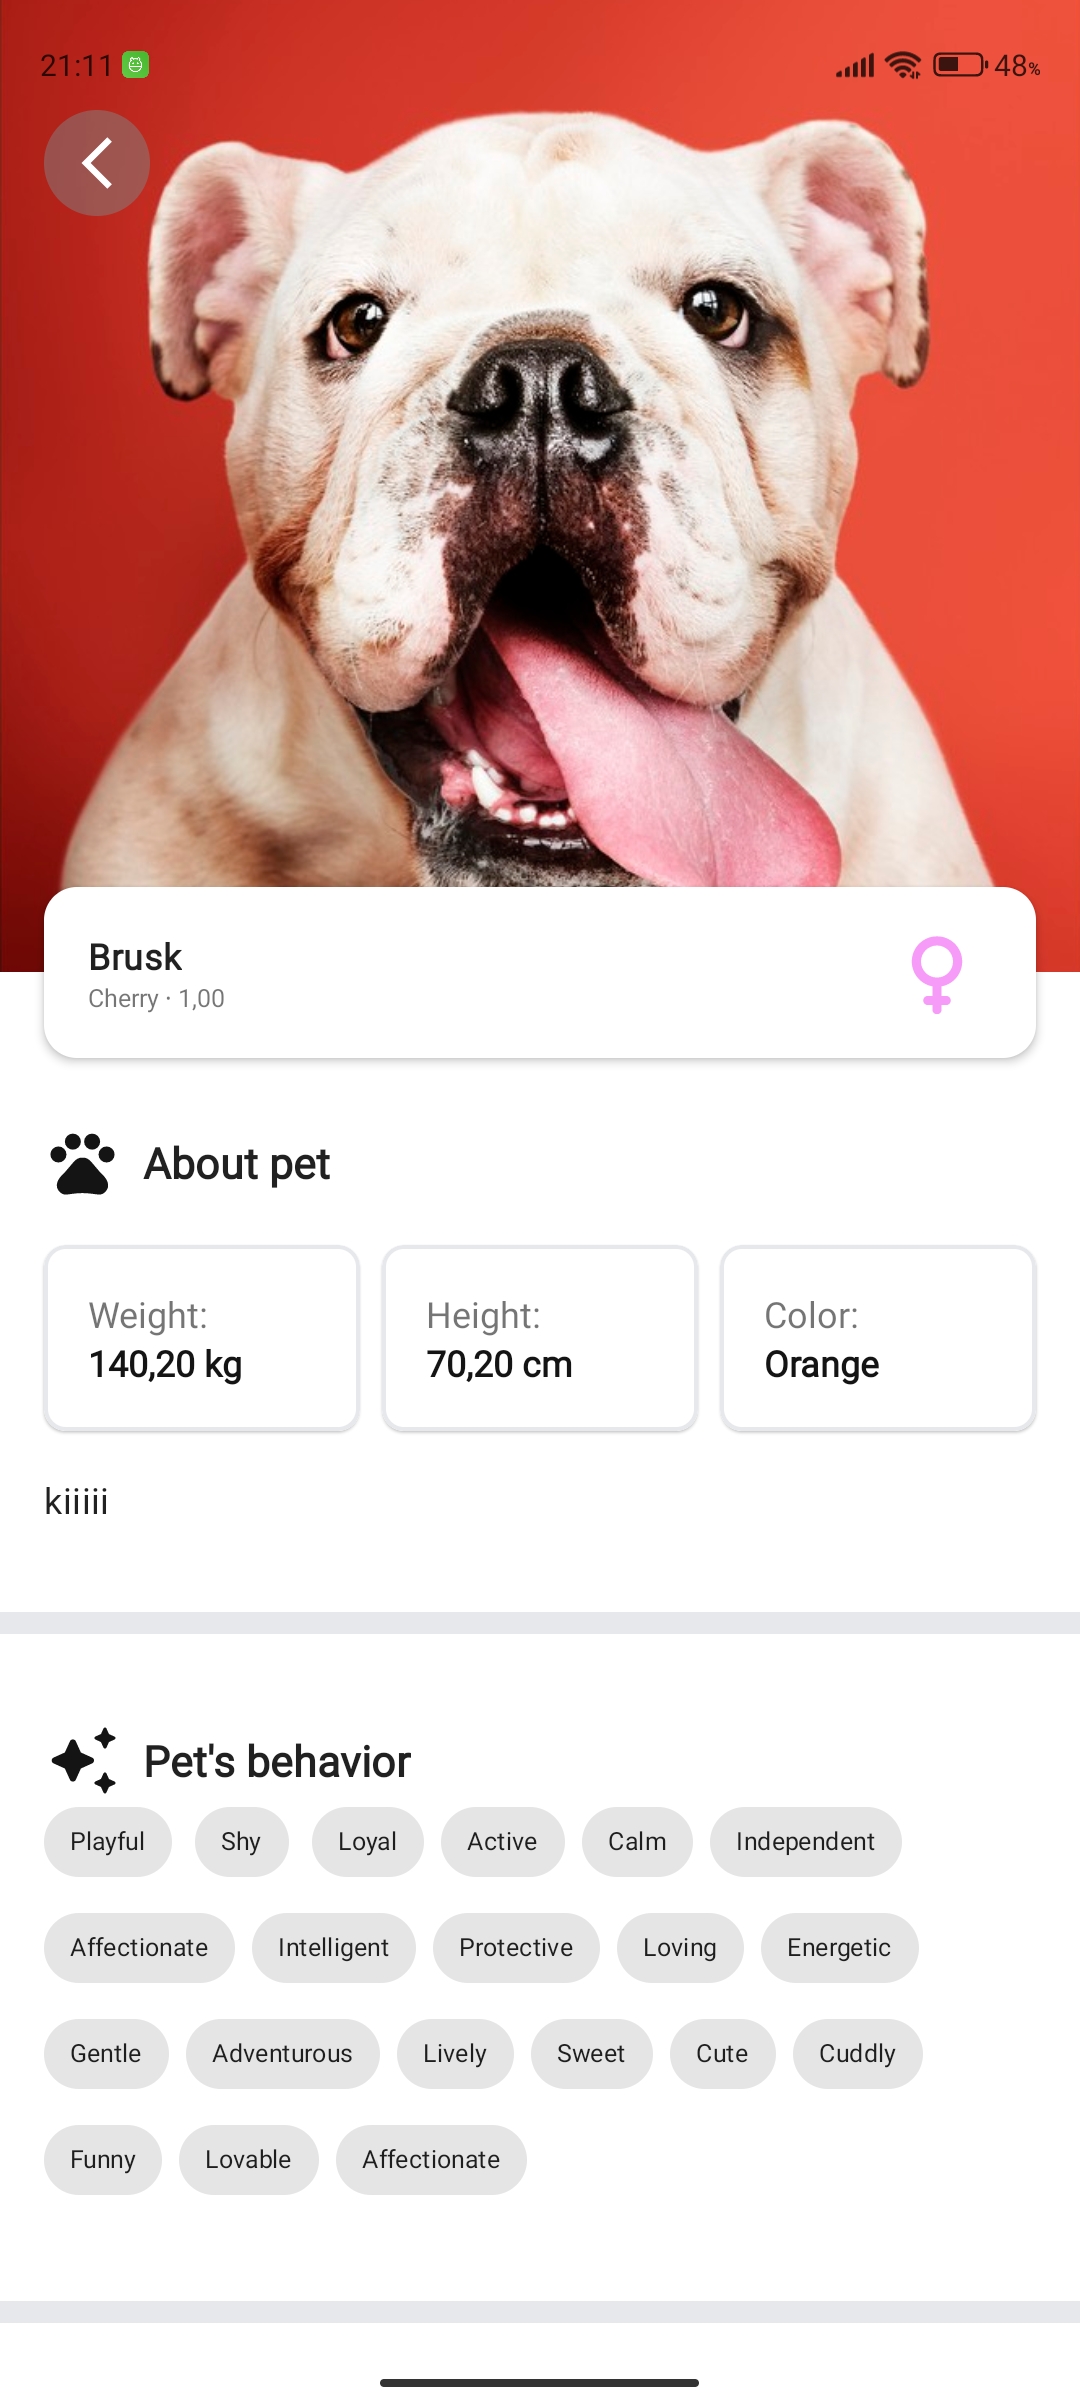 21:11 48%
Brusk
Cherry · 1,00
About pet
Weight: Height: Color:
140,20 kg 70,20 cm Orange
kiiiii
Pet's behavior
Playful Shy Loyal Active Calm Independent
Affectionate Intelligent Protective Loving Energetic
Gentle Adventurous Lively Sweet Cute Cuddly
Funny Lovable Affectionate